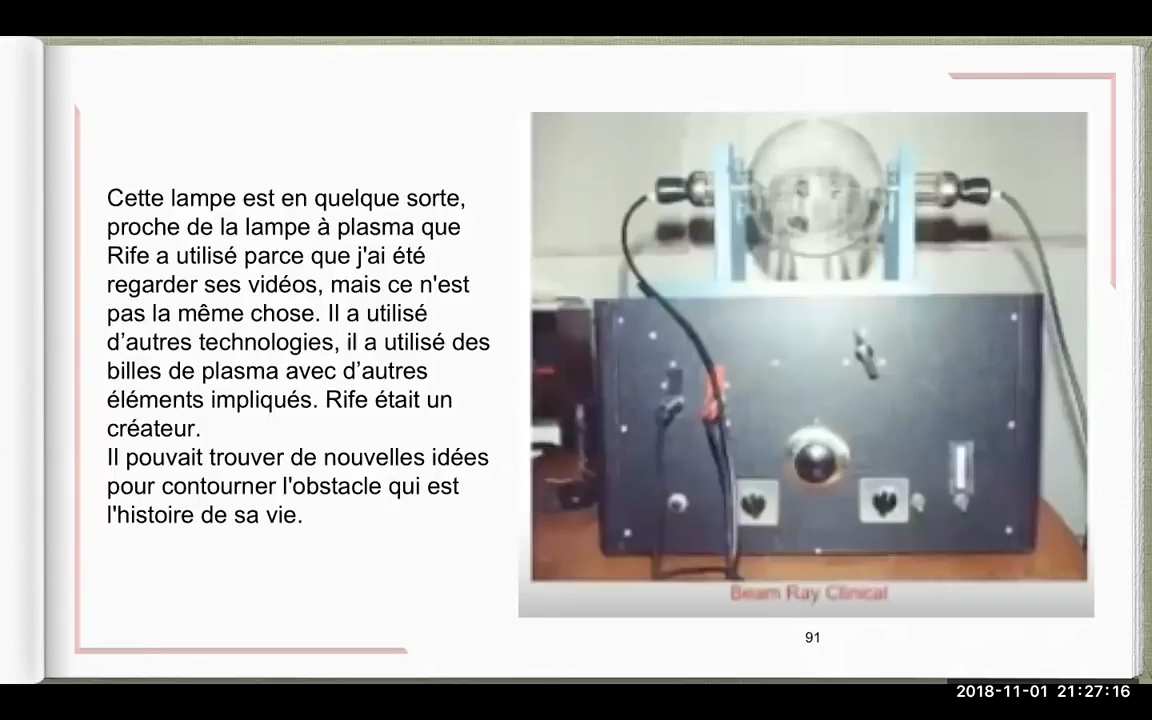 Cette lampe est en quelque sorte,
proche de la lampe à plasma que
Rife a utilisé parce que j'ai été
regarder ses vidéos, mais ce n'est
pas la même chose. Il a utilisé
d’autres technologies, il a utilisé des
billes de plasma avec d’autres
éléments impliqués. Rife était un
créateur.
Il pouvait trouver de nouvelles idées
pour contourner l'obstacle qui est
l'histoire de sa vie.
Beam Ray Clinical
91
2018-11-01 21:27:16